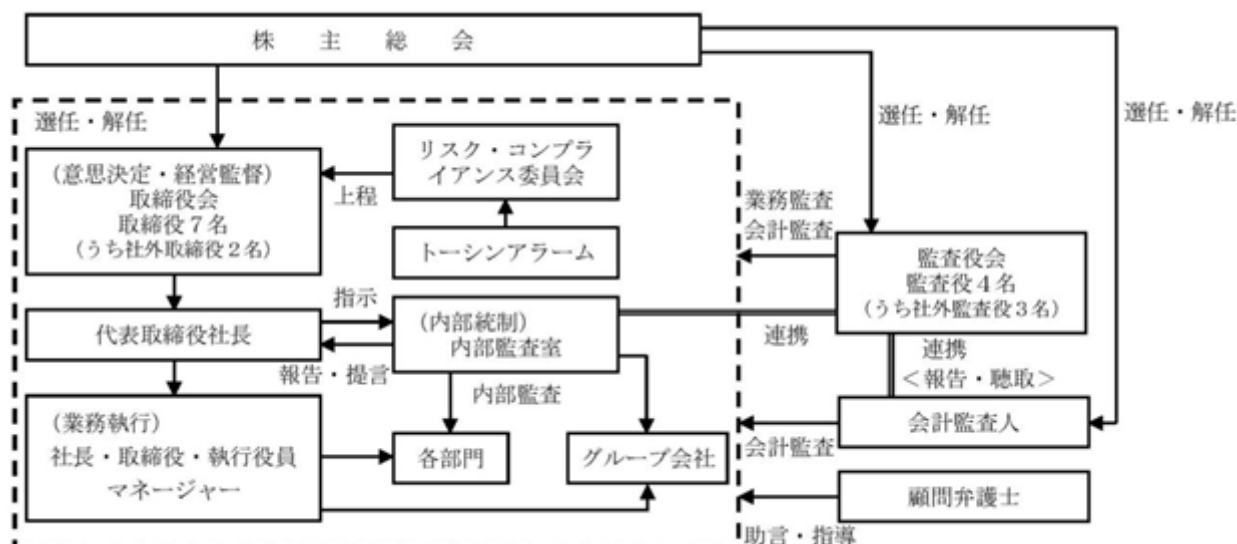 株主総会
選任・解任
選任・解任
選任・解任
(意思決定・経営監督)
取締役会
取締役7名
(うち社外取締役2名)
リスク・コンプラ
イアンス委員会
上程
トーシンアラーム
業務監査
会計監査
監査役会
監査役4名
(うち社外監査役3名)
代表取締役社長
指示
報告・提言
(内部統制)
内部監査室
連携
連携
<報告・聴取>
内部監査
(業務執行)
社長・取締役・執行役員
マネージャー
各部門
グループ会社
会計監査
会計監査人
顧問弁護士
助言・指導